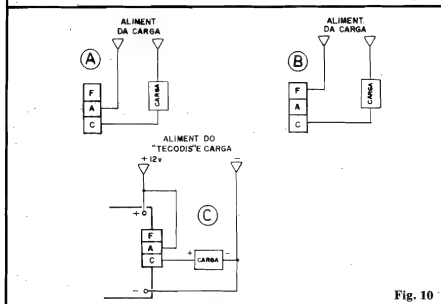 ALIMENT
DA CARGA
A
F
A
C
CARGA
ALIMENT.
DA CARGA
B
F
A
C
CARGA
ALIMENT DO
"TECODIS" E CARGA
+12v
-
C
+
F
A
C
+
CARGA
-
-
Fig. 10